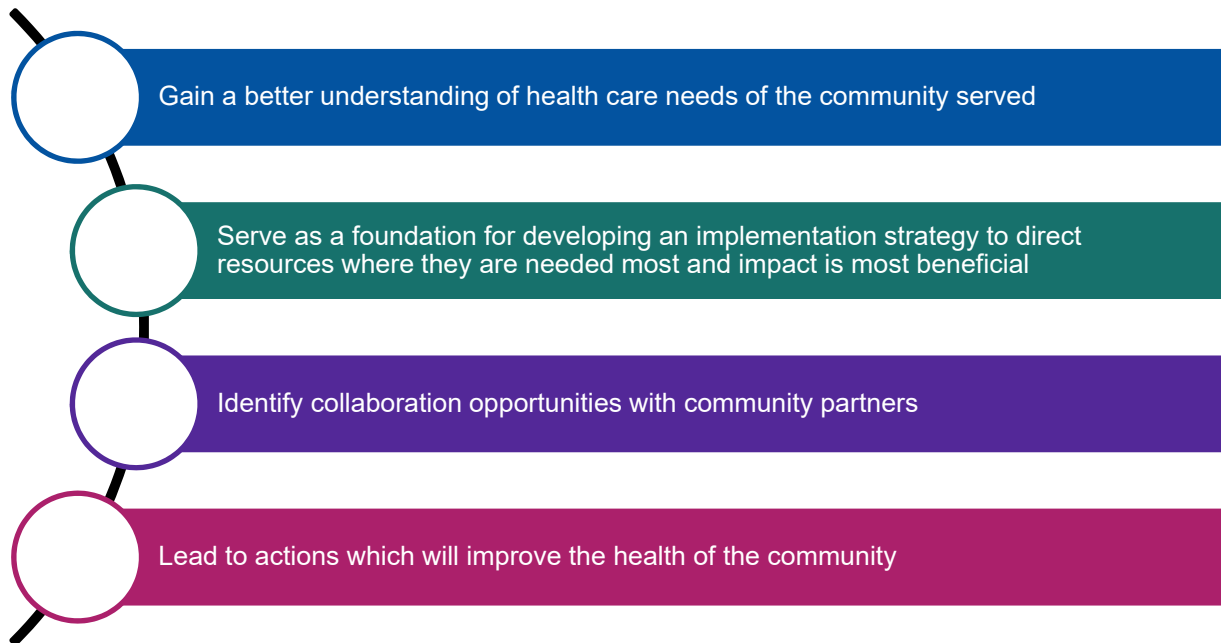 Gain a better understanding of health care needs of the community served
Serve as a foundation for developing an implementation strategy to direct
resources where they are needed most and impact is most beneficial
Identify collaboration opportunities with community partners
Lead to actions which will improve the health of the community